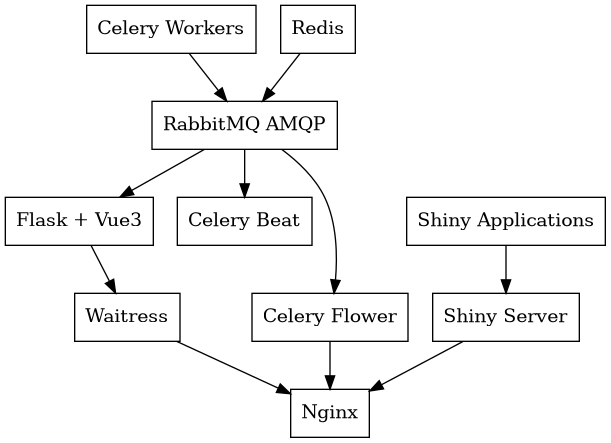 Celery Workers
Redis
RabbitMQ AMQP
Flask + Vue3
Celery Beat
Shiny Applications
Waitress
Celery Flower
Shiny Server
Nginx